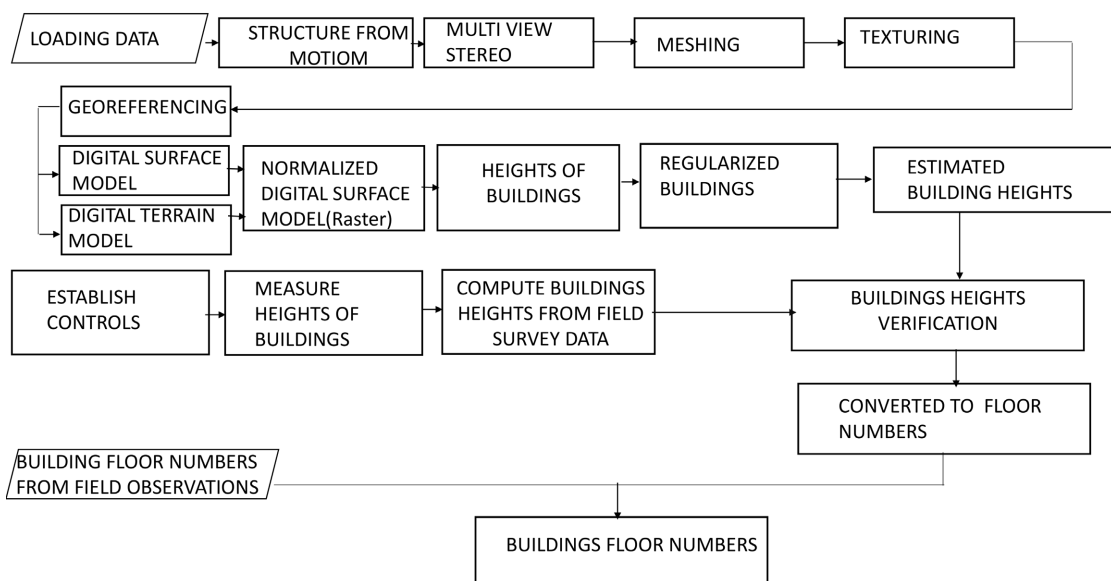 LOADING DATA
STRUCTURE FROM
MOTIOM
MULTI VIEW
STEREO
MESHING
TEXTURING
GEOREFERENCING
DIGITAL SURFACE
MODEL
DIGITAL TERRAIN
MODEL
NORMALIZED
DIGITAL SURFACE
MODEL(Raster)
HEIGHTS OF
BUILDINGS
REGULARIZED
BUILDINGS
ESTIMATED
BUILDING HEIGHTS
ESTABLISH
CONTROLS
MEASURE
HEIGHTS OF
BUILDINGS
COMPUTE BUILDINGS
HEIGHTS FROM FIELD
SURVEY DATA
BUILDINGS HEIGHTS
VERIFICATION
CONVERTED TO FLOOR
NUMBERS
BUILDING FLOOR NUMBERS
FROM FIELD OBSERVATIONS
BUILDINGS FLOOR NUMBERS